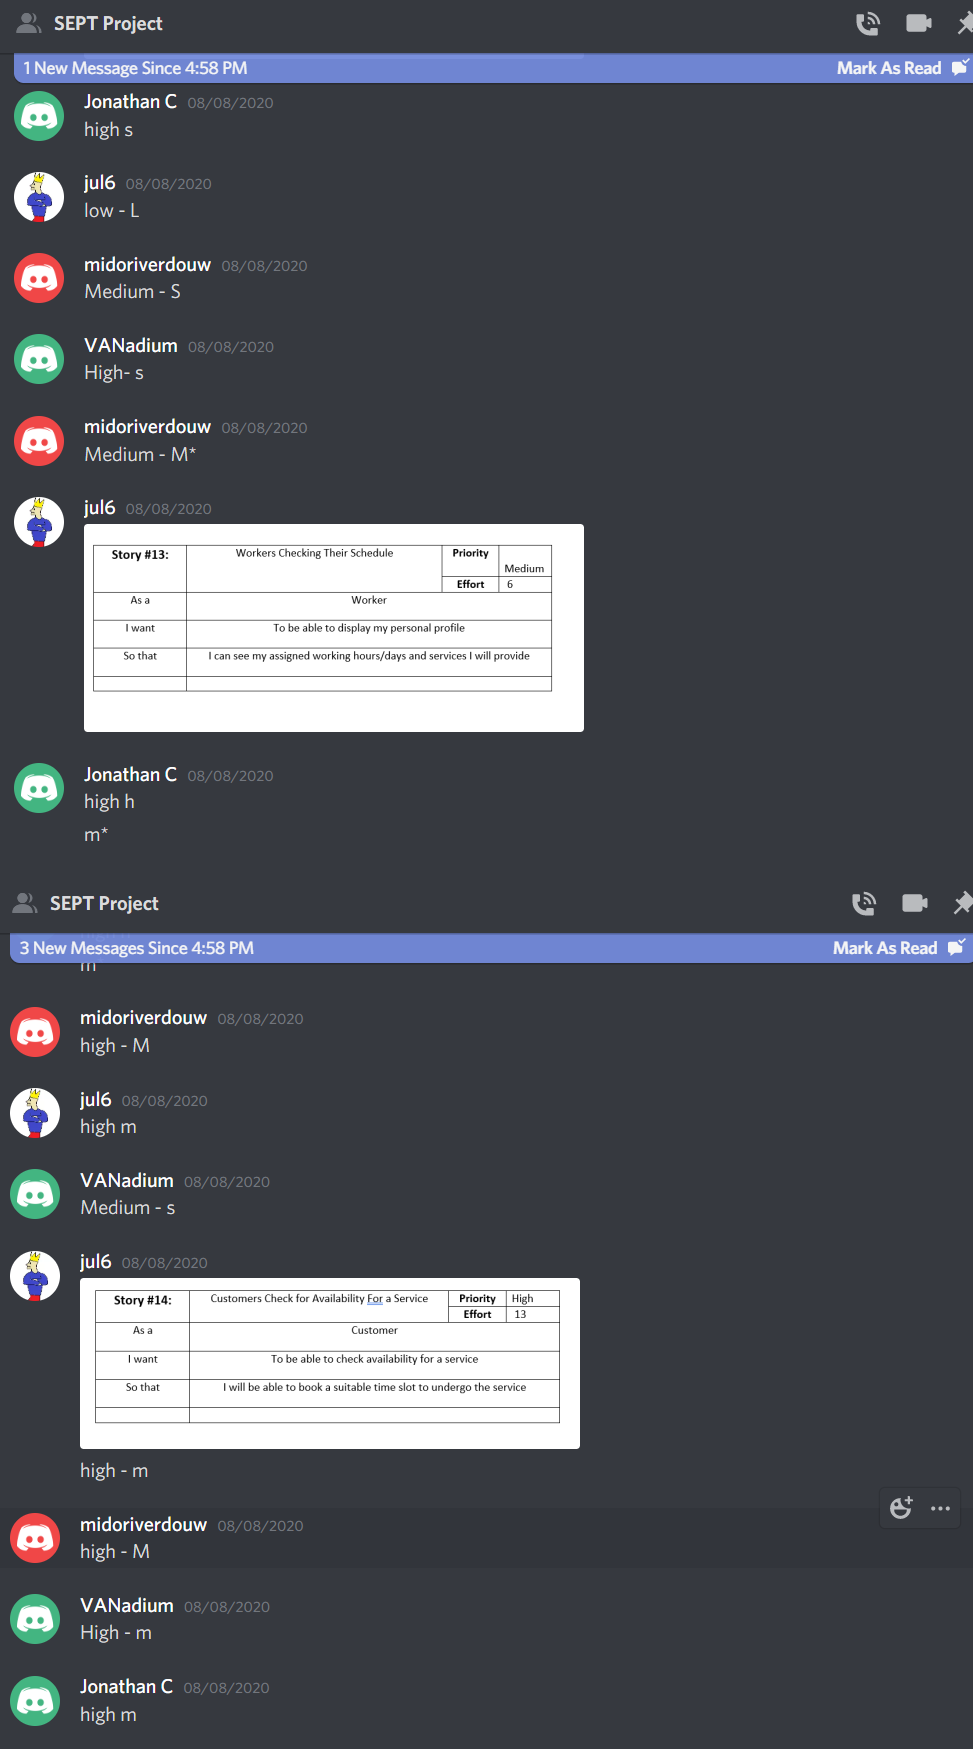 SEPT Project
1 New Message Since 4:58 PM Mark As Read
Jonathan C 08/08/2020
high s
jul6 08/08/2020
low - L
midoriverdouw 08/08/2020
Medium - S
VANadium 08/08/2020
High- s
midoriverdouw 08/08/2020
Medium - M*
jul6 08/08/2020
Story #13: Workers Checking Their Schedule Priority Medium
Effort 6
As a Worker
I want To be able to display my personal profile
So that I can see my assigned working hours/days and services I will provide
Jonathan C 08/08/2020
high h
m*
SEPT Project
3 New Messages Since 4:58 PM Mark As Read
m
midoriverdouw 08/08/2020
high - M
jul6 08/08/2020
high m
VANadium 08/08/2020
Medium - s
jul6 08/08/2020
Story #14: Customers Check for Availability For a Service Priority High
Effort 13
As a Customer
I want To be able to check availability for a service
So that I will be able to book a suitable time slot to undergo the service
high - m
midoriverdouw 08/08/2020
high - M
VANadium 08/08/2020
High - m
Jonathan C 08/08/2020
high m